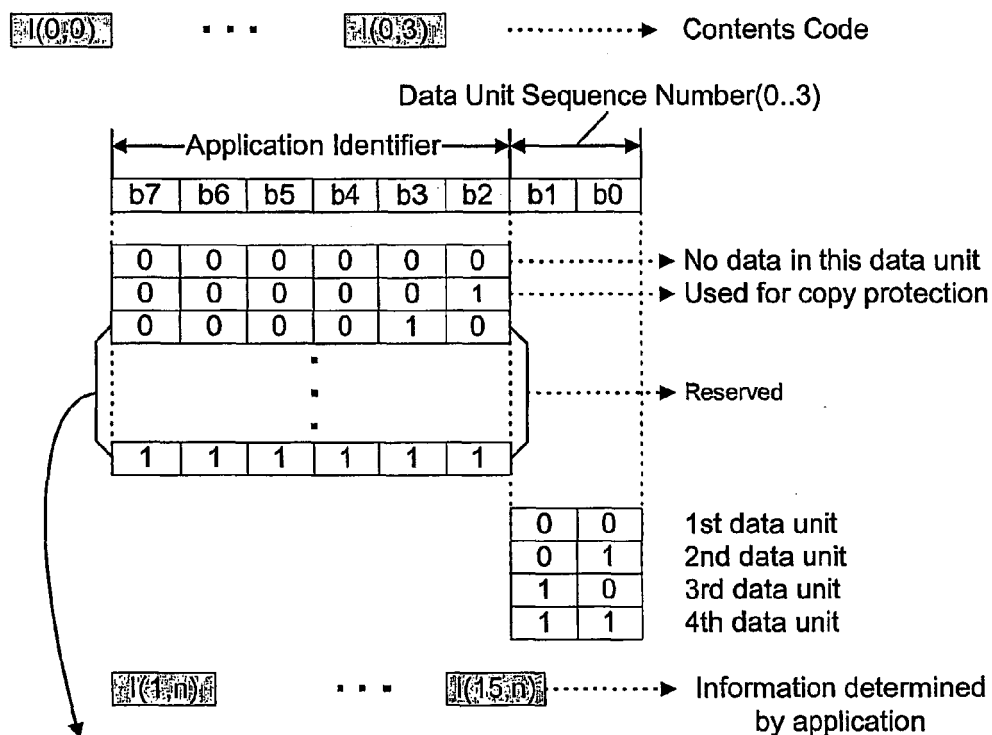 I(0,0) ... I(0,3) Contents Code
Data Unit Sequence Number(0..3)
Application Identifier
b7 b6 b5 b4 b3 b2 b1 b0
0 0 0 0 0 0 No data in this data unit
0 0 0 0 0 1 Used for copy protection
0 0 0 0 1 0
Reserved
1 1 1 1 1 1
0 0 1st data unit
0 1 2nd data unit
1 0 3rd data unit
1 1 4th data unit
I(1,n) ... I(15,n) Information determined
by application